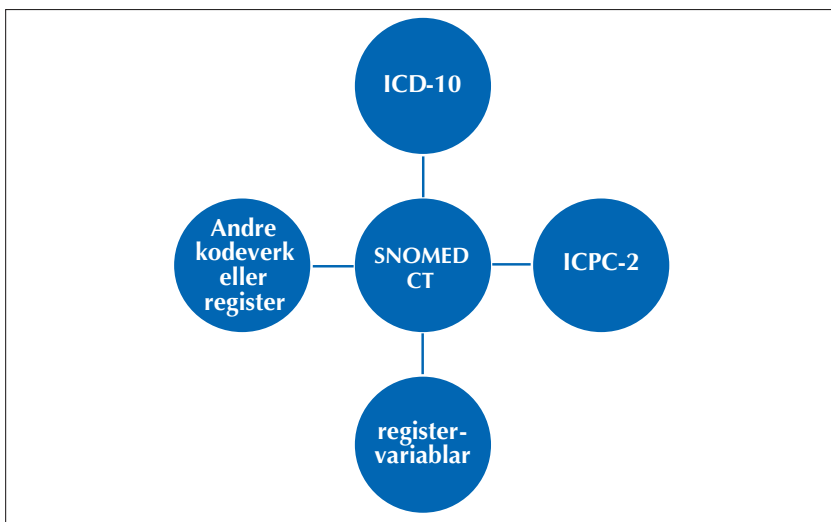 ICD-10
Andre
kodeverk
eller
register
SNOMED
CT
ICPC-2
register-
variablar